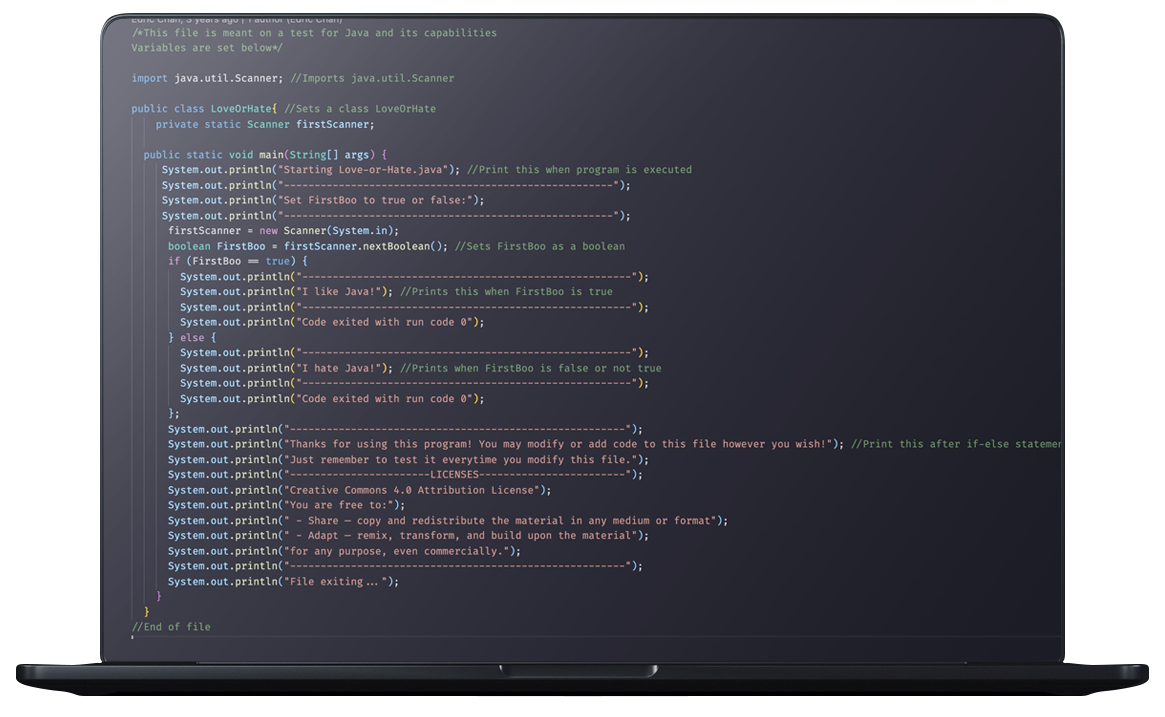 Edric Chan, 3 years ago | 1 author (Edric Chan)
/*This file is meant on a test for Java and its capabilities
Variables are set below*/
import java.util.Scanner; //Imports java.util.Scanner
public class LoveOrHate{ //Sets a class LoveOrHate
private static Scanner firstScanner;
public static void main(String[] args) {
System.out.println("Starting Love-or-Hate.java"); //Print this when program is executed
System.out.println("------------------------------------------------------");
System.out.println("Set FirstBoo to true or false:");
System.out.println("------------------------------------------------------");
firstScanner = new Scanner(System.in);
boolean FirstBoo = firstScanner.nextBoolean(); //Sets FirstBoo as a boolean
if (FirstBoo == true) {
System.out.println("------------------------------------------------------");
System.out.println("I like Java!"); //Prints this when FirstBoo is true
System.out.println("------------------------------------------------------");
System.out.println("Code exited with run code 0");
} else {
System.out.println("------------------------------------------------------");
System.out.println("I hate Java!"); //Prints when FirstBoo is false or not true
System.out.println("------------------------------------------------------");
System.out.println("Code exited with run code 0");
};
System.out.println("-------------------------------------------------------");
System.out.println("Thanks for using this program! You may modify or add code to this file however you wish!"); //Print this after if-else statemen
System.out.println("Just remember to test it everytime you modify this file.");
System.out.println("-----------------------LICENSES------------------------");
System.out.println("Creative Commons 4.0 Attribution License");
System.out.println("You are free to:");
System.out.println(" - Share — copy and redistribute the material in any medium or format");
System.out.println(" - Adapt — remix, transform, and build upon the material");
System.out.println("for any purpose, even commercially.");
System.out.println("-------------------------------------------------------");
System.out.println("File exiting...");
}
}
//End of file